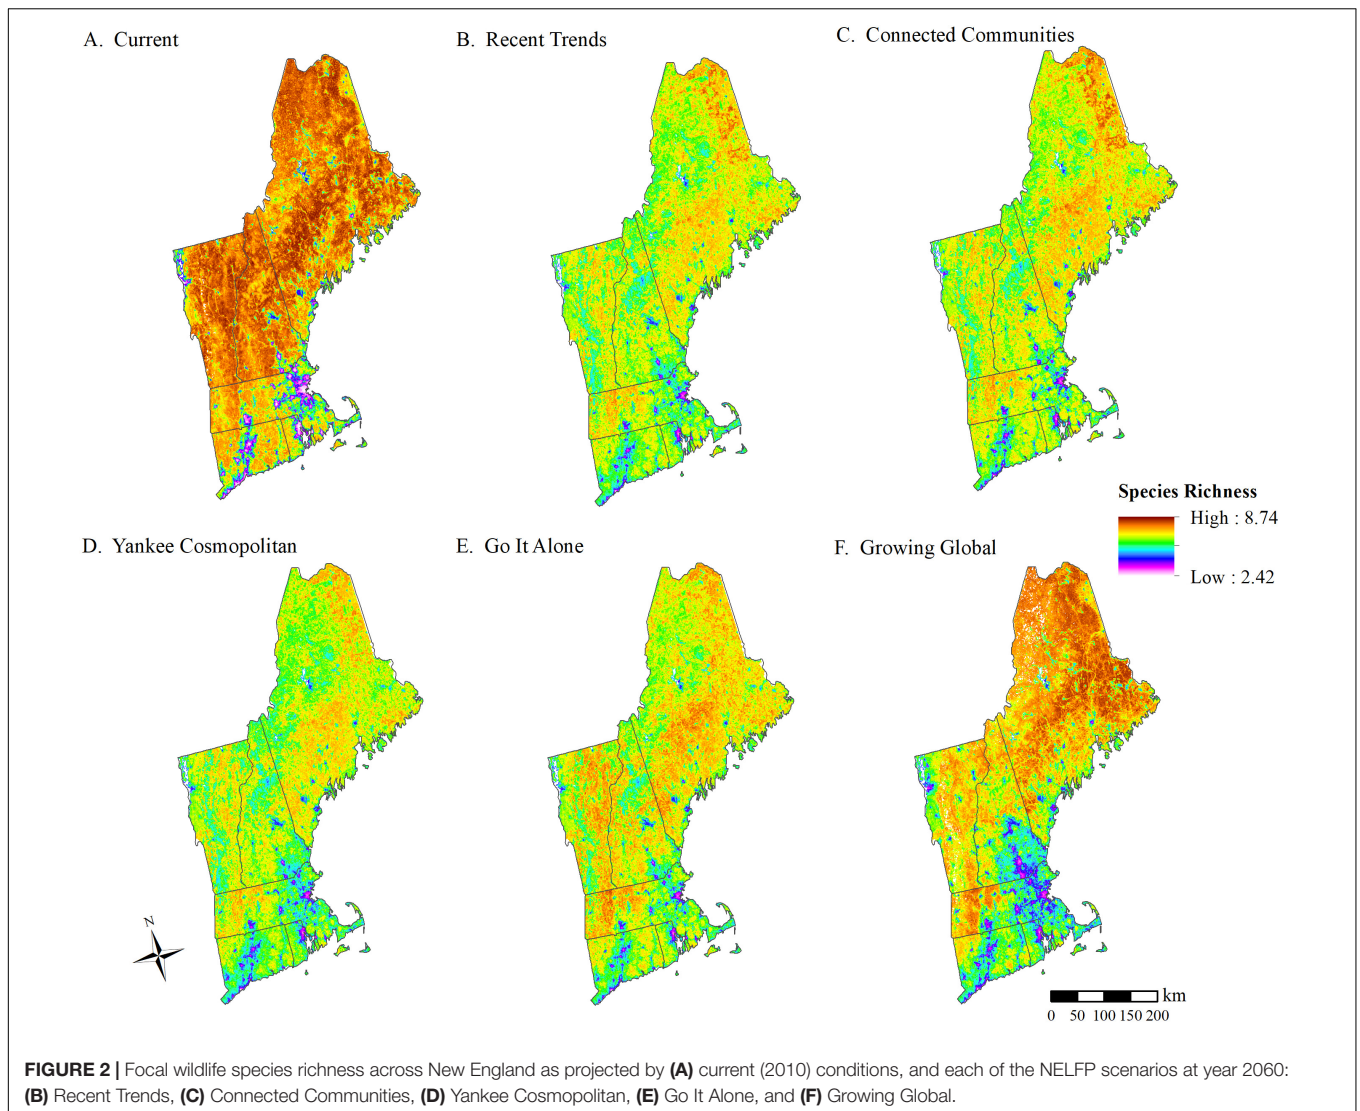 A. Current
B. Recent Trends
C. Connected Communities
Species Richness
High : 8.74
Low : 2.42
D. Yankee Cosmopolitan
E. Go It Alone
F. Growing Global
N
km
0 50 100 150 200
FIGURE 2 | Focal wildlife species richness across New England as projected by (A) current (2010) conditions, and each of the NELFP scenarios at year 2060:
(B) Recent Trends, (C) Connected Communities, (D) Yankee Cosmopolitan, (E) Go It Alone, and (F) Growing Global.